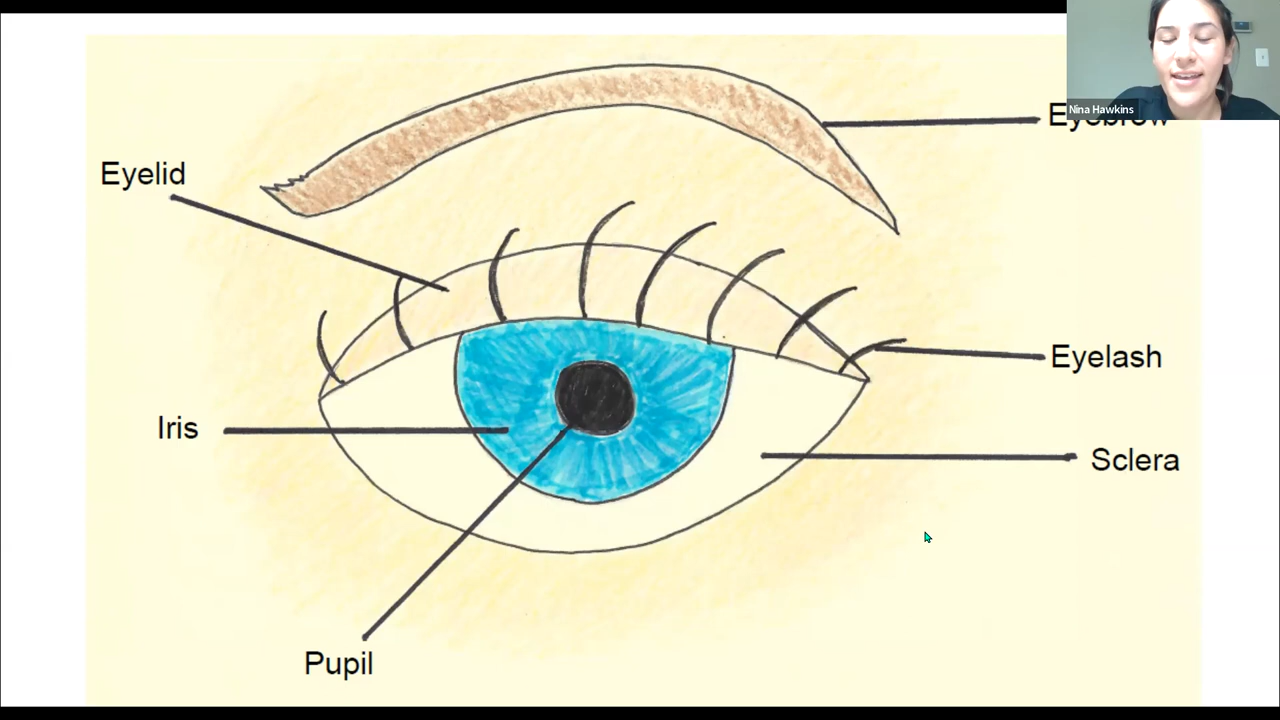 Nina Hawkins
Eyebrow
Eyelid
Eyelash
Iris
Sclera
Pupil